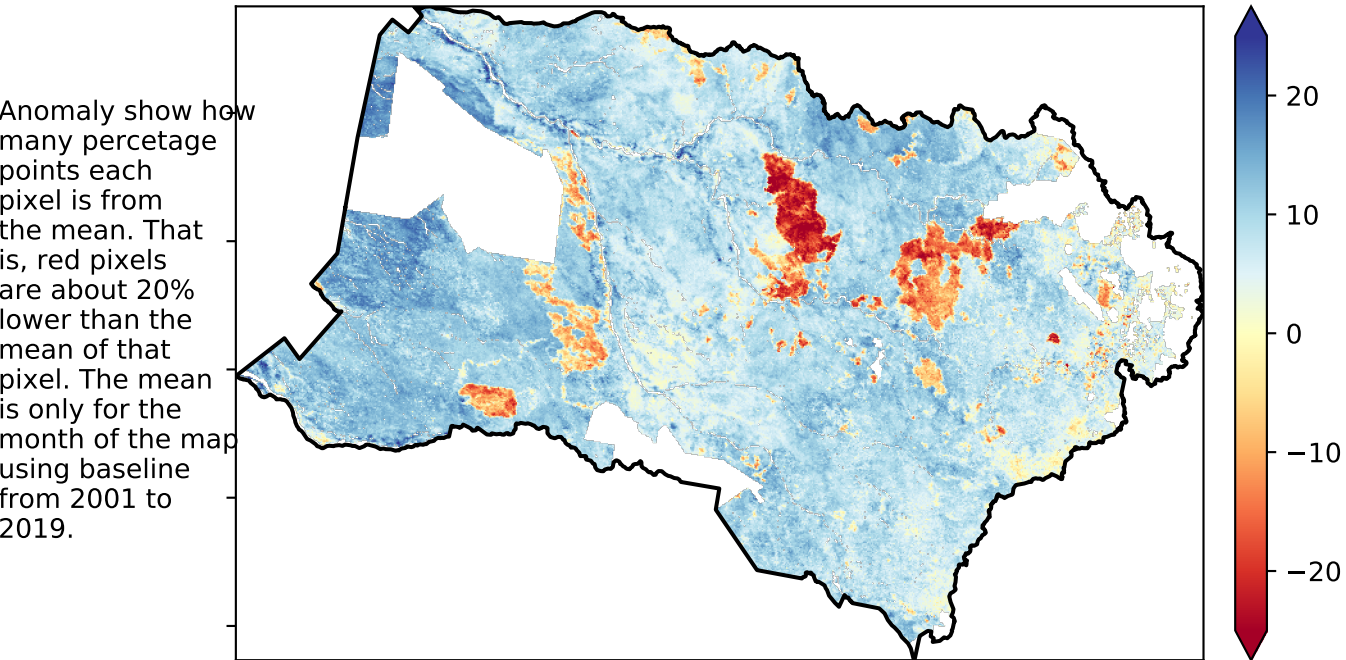 Anomaly show how
many percetage
points each
pixel is from
the mean. That
is, red pixels
are about 20%
lower than the
mean of that
pixel. The mean
is only for the
month of the map
using baseline
from 2001 to
2019.
20
10
0
−10
−20